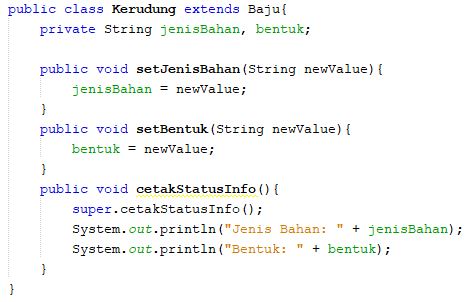 public class Kerudung extends Baju{
    private String jenisBahan, bentuk;
    public void setJenisBahan(String newValue){
        jenisBahan = newValue;
    }
    public void setBentuk(String newValue){
        bentuk = newValue;
    }
    public void cetakStatusInfo(){
        super.cetakStatusInfo();
        System.out.println("Jenis Bahan: " + jenisBahan);
        System.out.println("Bentuk: " + bentuk);
    }
}